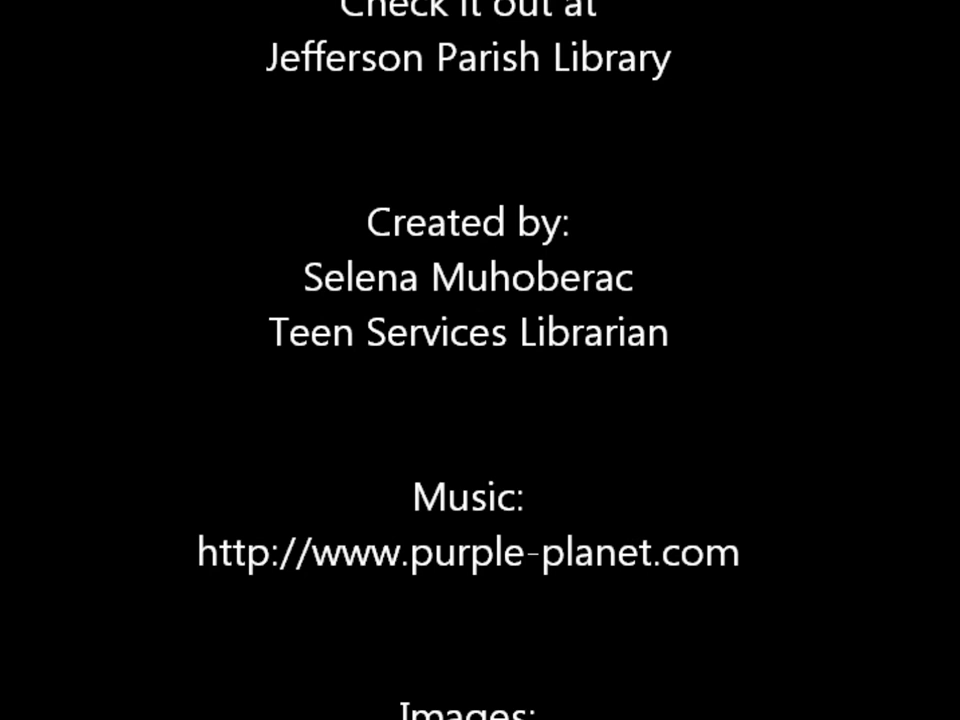 Check it out at
Jefferson Parish Library
Created by:
Selena Muhoberac
Teen Services Librarian
Music:
http://www.purple-planet.com
Images: